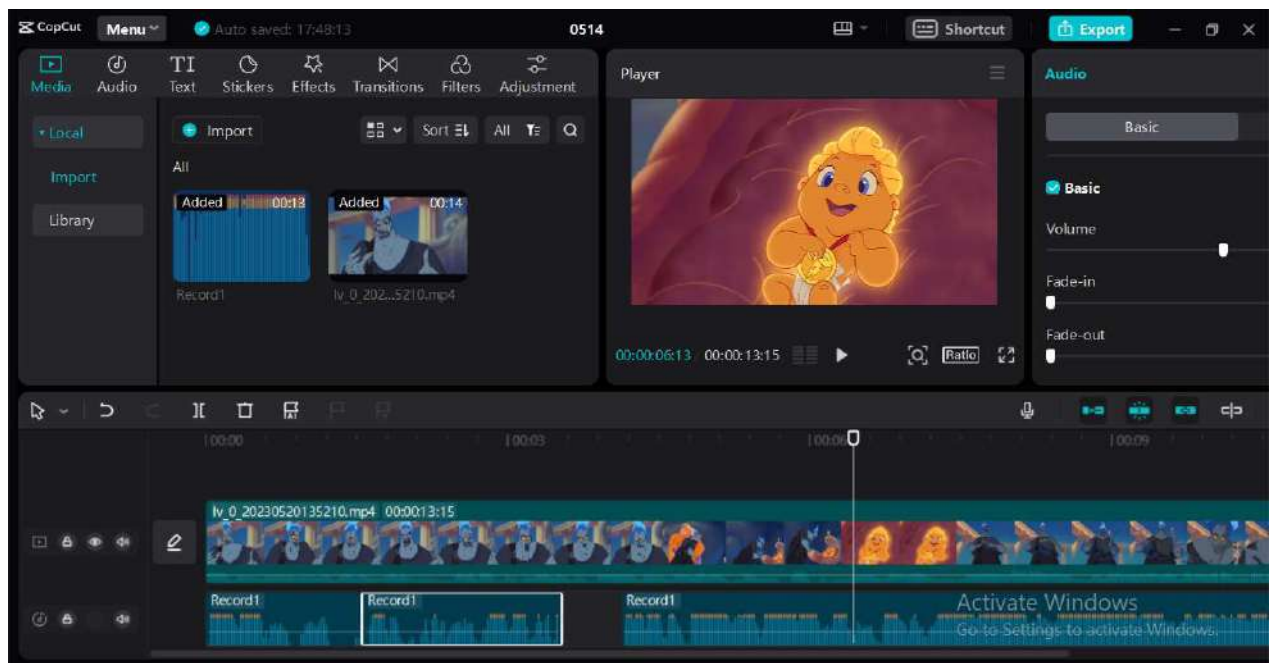 CapCut Menu Auto saved: 17:48:13 0514 Shortcut Export
Media Audio TI Text Stickers Effects Transitions Filters Adjustment
Player
Audio
Local
Import
Library
Import Sort All
All
Added 00:13
Record1
Added 00:14
lv_0_202...5210.mp4
00:00:06:13 00:00:13:15 Ratio
Basic
Basic
Volume
Fade-in
Fade-out
00:00 00:03 00:06 00:09
lv_0_20230520135210.mp4 00:00:13:15
Record1 Record1 Record1
Activate Windows
Go to Settings to activate Windows.